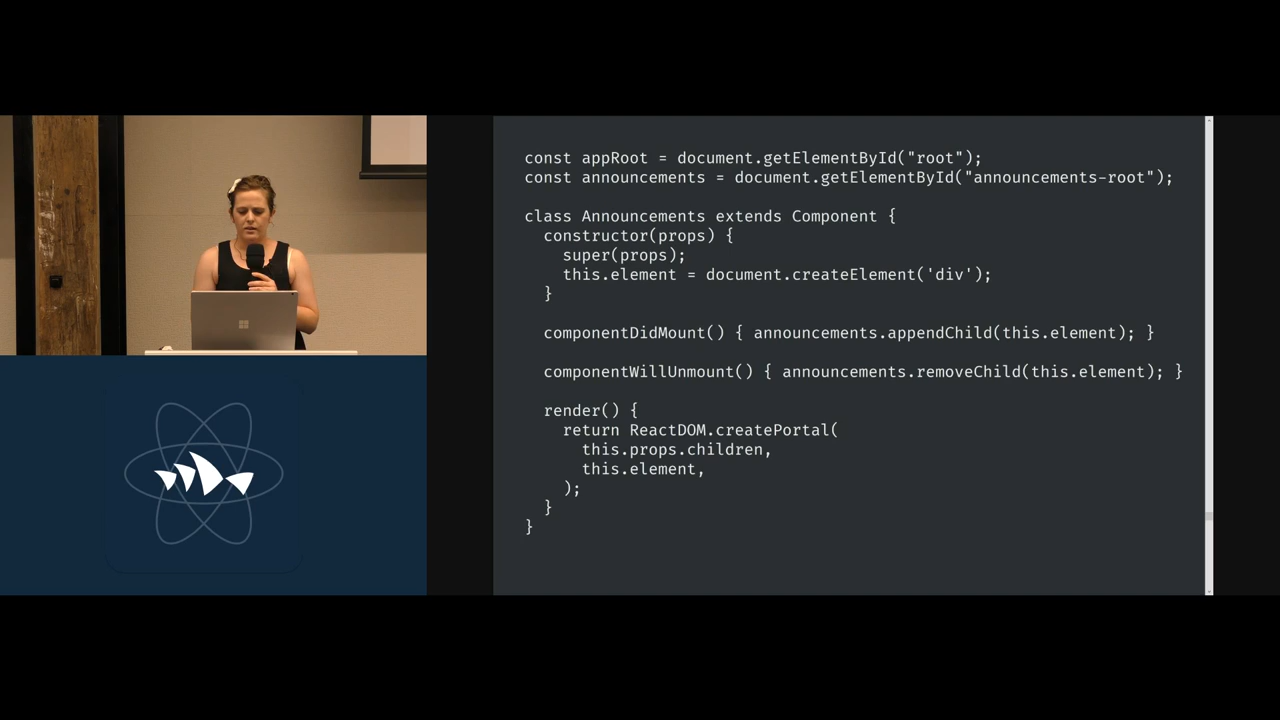 const appRoot = document.getElementById("root");
const announcements = document.getElementById("announcements-root");
class Announcements extends Component {
constructor(props) {
super(props);
this.element = document.createElement('div');
}
componentDidMount() { announcements.appendChild(this.element); }
componentWillUnmount() { announcements.removeChild(this.element); }
render() {
return ReactDOM.createPortal(
this.props.children,
this.element,
);
}
}